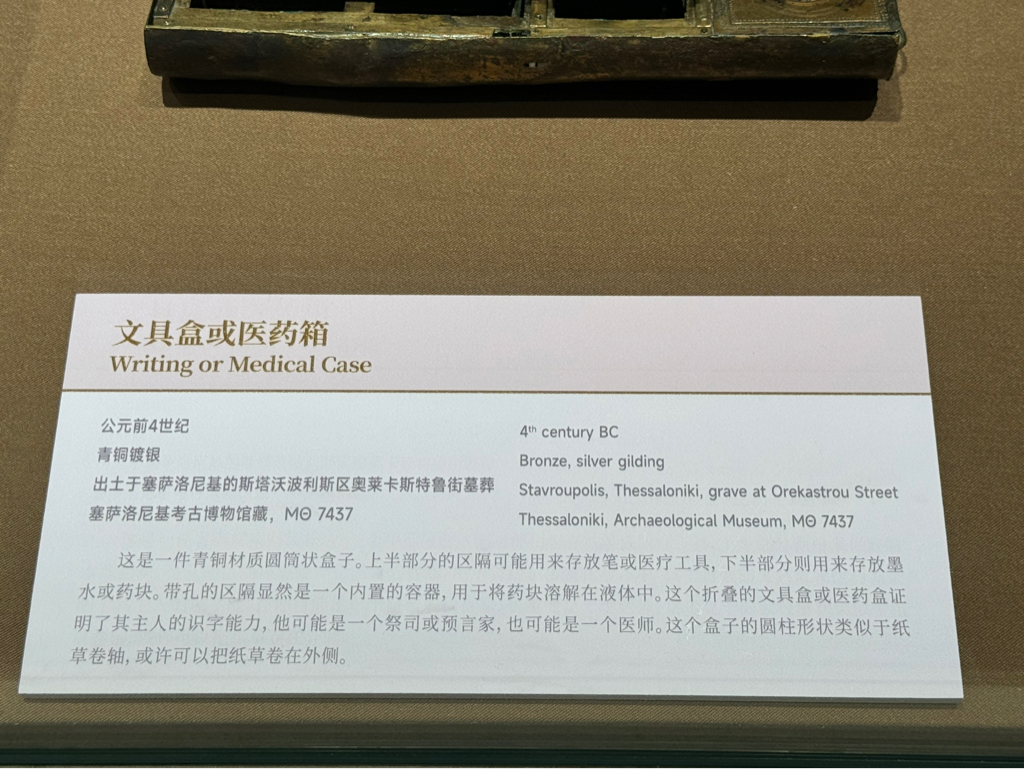 文具盒或医药箱
Writing or Medical Case
公元前4世纪
青铜镀银
出土于塞萨洛尼基的斯塔沃波利斯区奥莱卡斯特鲁街墓葬
塞萨洛尼基考古博物馆藏，MΘ 7437
4th century BC
Bronze, silver gilding
Stavroupolis, Thessaloniki, grave at Orekastrou Street
Thessaloniki, Archaeological Museum, MΘ 7437
这是一件青铜材质圆筒状盒子。上半部分的区隔可能用来存放笔或医疗工具，下半部分则用来存放墨
水或药块。带孔的区隔显然是一个内置的容器，用于将药块溶解在液体中。这个折叠的文具盒或医药盒证
明了其主人的识字能力，他可能是一个祭司或预言家，也可能是一个医师。这个盒子的圆柱形状类似于纸
草卷轴，或许可以把纸草卷在外侧。